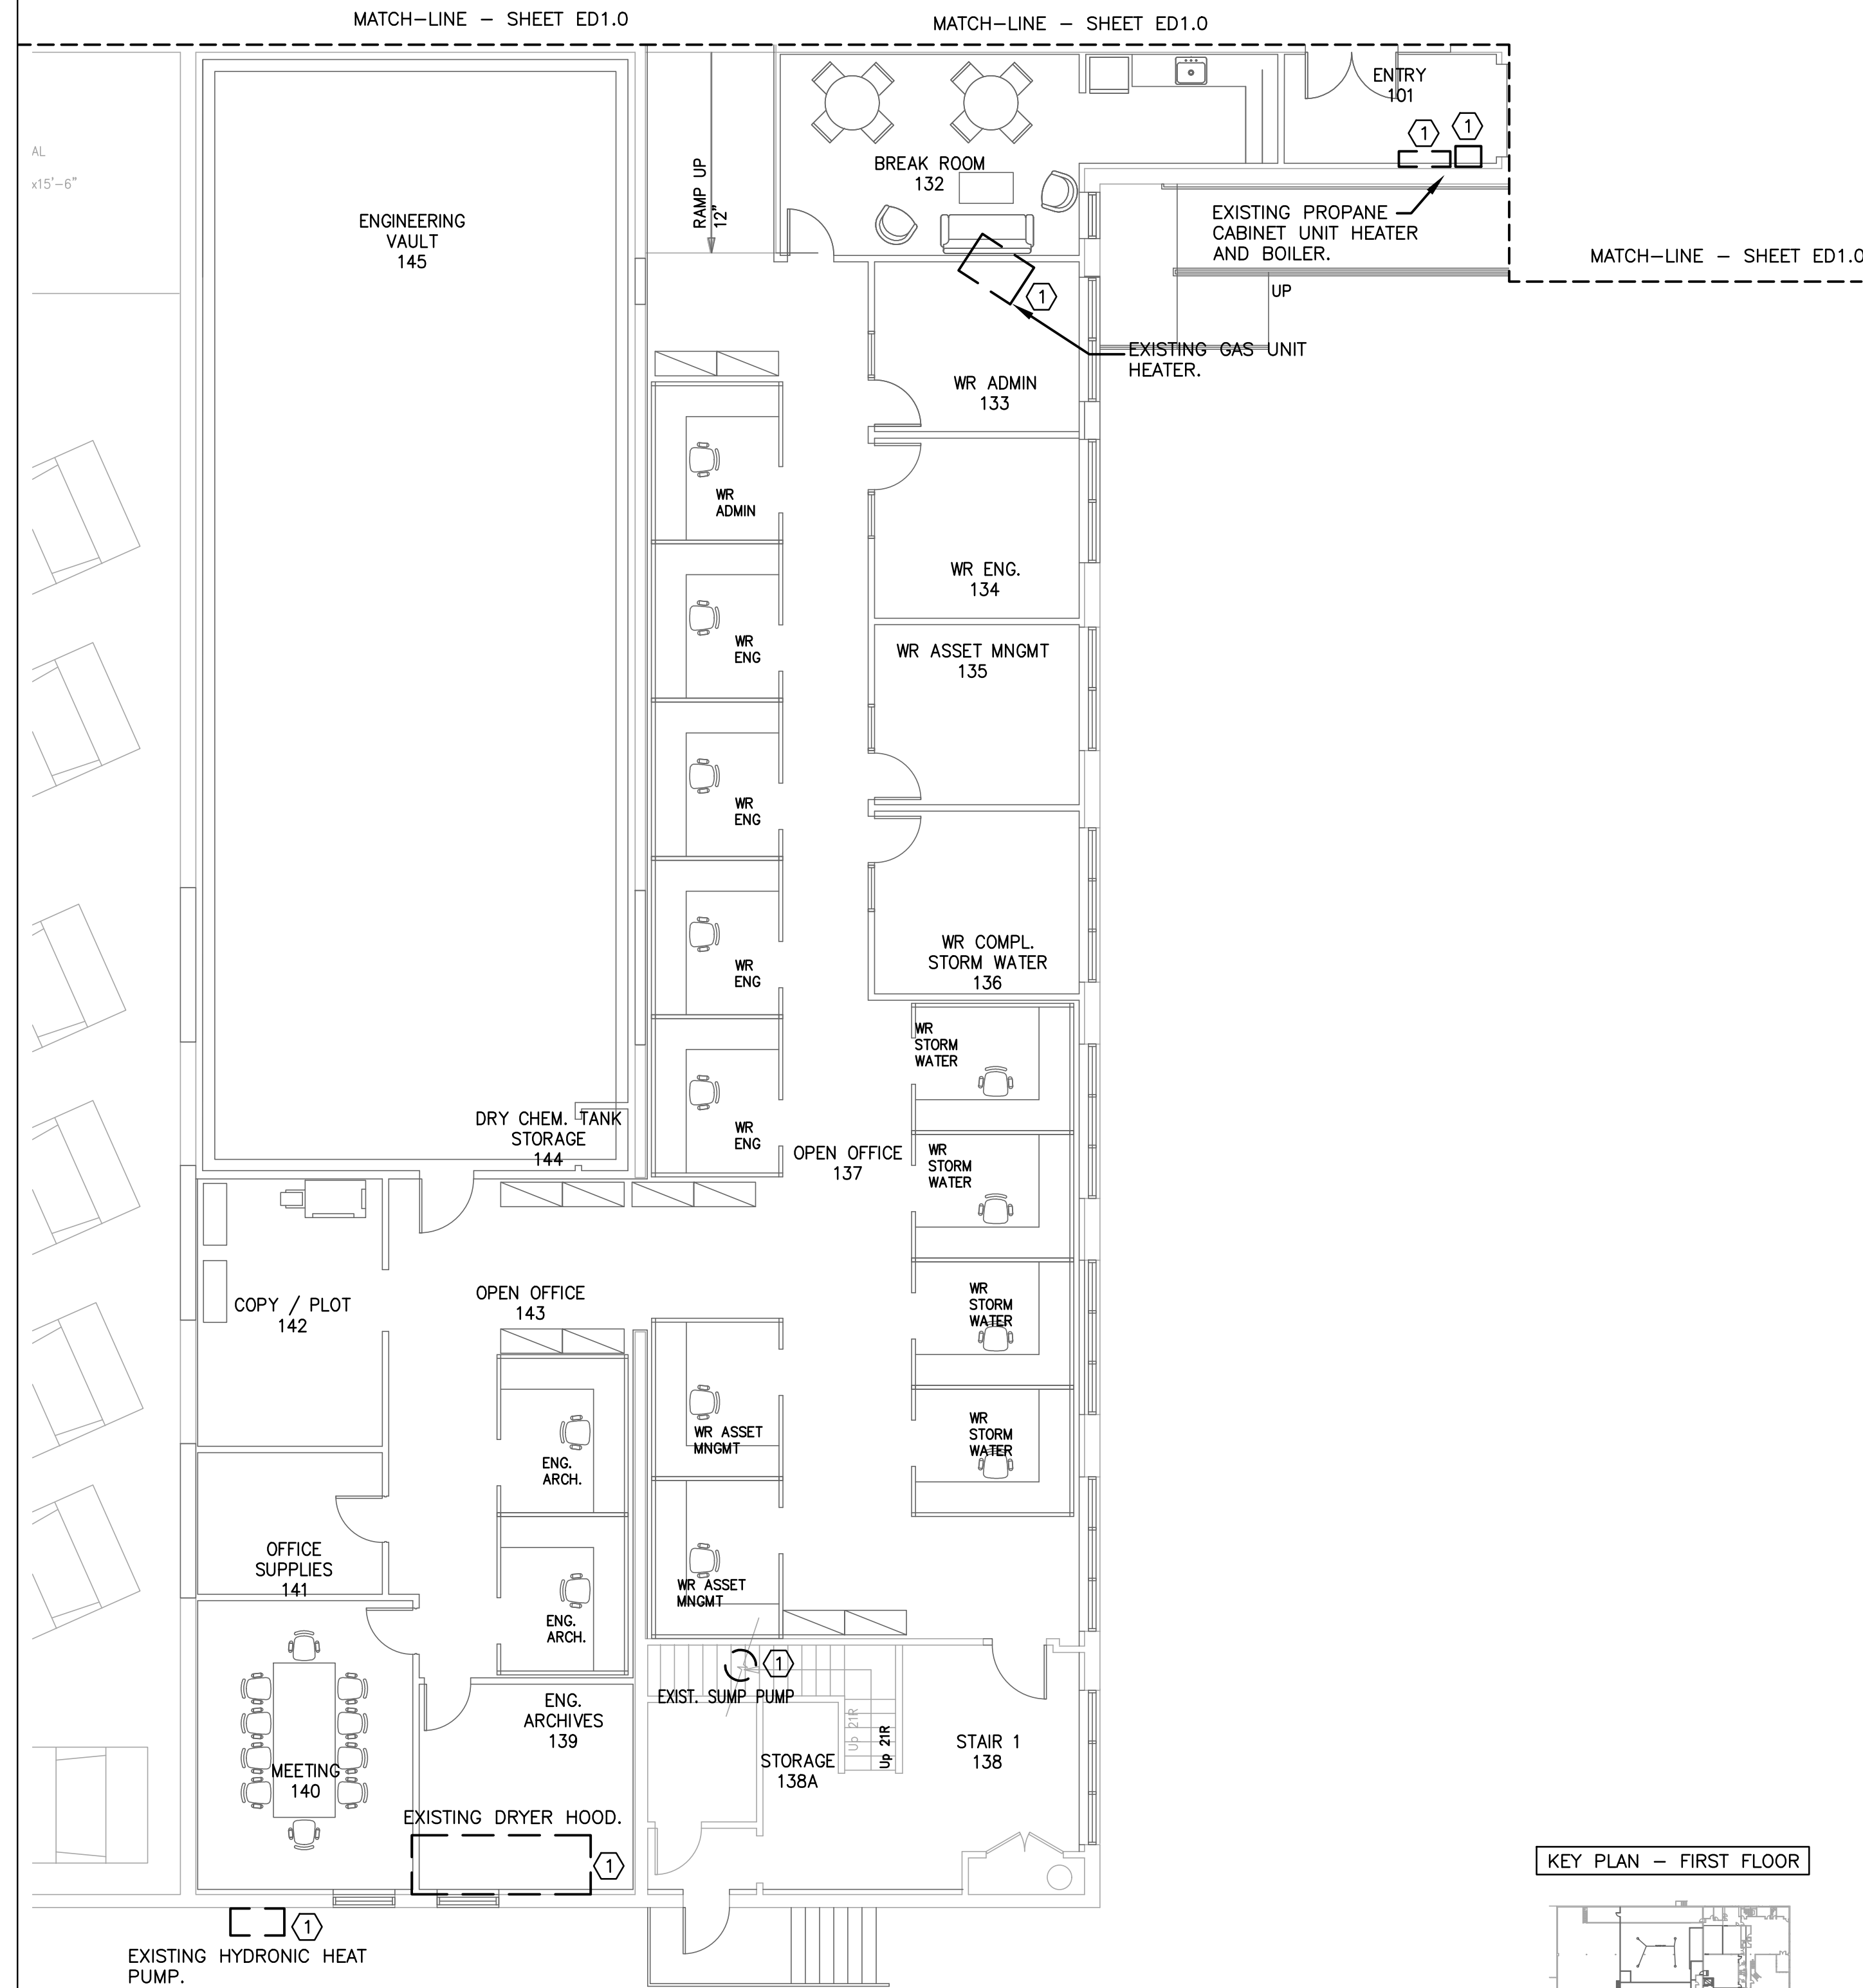 MATCH-LINE - SHEET ED1.0
MATCH-LINE - SHEET ED1.0
ENTRY
101
1
1
AL
x15'-6"
BREAK ROOM
132
RAMP UP
12"
ENGINEERING
VAULT
145
EXISTING PROPANE
CABINET UNIT HEATER
AND BOILER.
MATCH-LINE - SHEET ED1.0
UP
1
EXISTING GAS UNIT
HEATER.
WR ADMIN
133
WR
ADMIN
WR ENG.
134
WR
ENG
WR ASSET MNGMT
135
WR
ENG
WR COMPL.
STORM WATER
136
WR
ENG
WR
STORM
WATER
DRY CHEM. TANK
STORAGE
144
WR
ENG
OPEN OFFICE
137
WR
STORM
WATER
COPY / PLOT
142
OPEN OFFICE
143
WR
STORM
WATER
WR ASSET
MNGMT
WR
STORM
WATER
ENG.
ARCH.
OFFICE
SUPPLIES
141
WR ASSET
MNGMT
ENG.
ARCH.
1
EXIST. SUMP PUMP
ENG.
ARCHIVES
139
Up 21R
Up 21R
STAIR 1
138
STORAGE
138A
MEETING
140
EXISTING DRYER HOOD.
1
KEY PLAN - FIRST FLOOR
1
EXISTING HYDRONIC HEAT
PUMP.